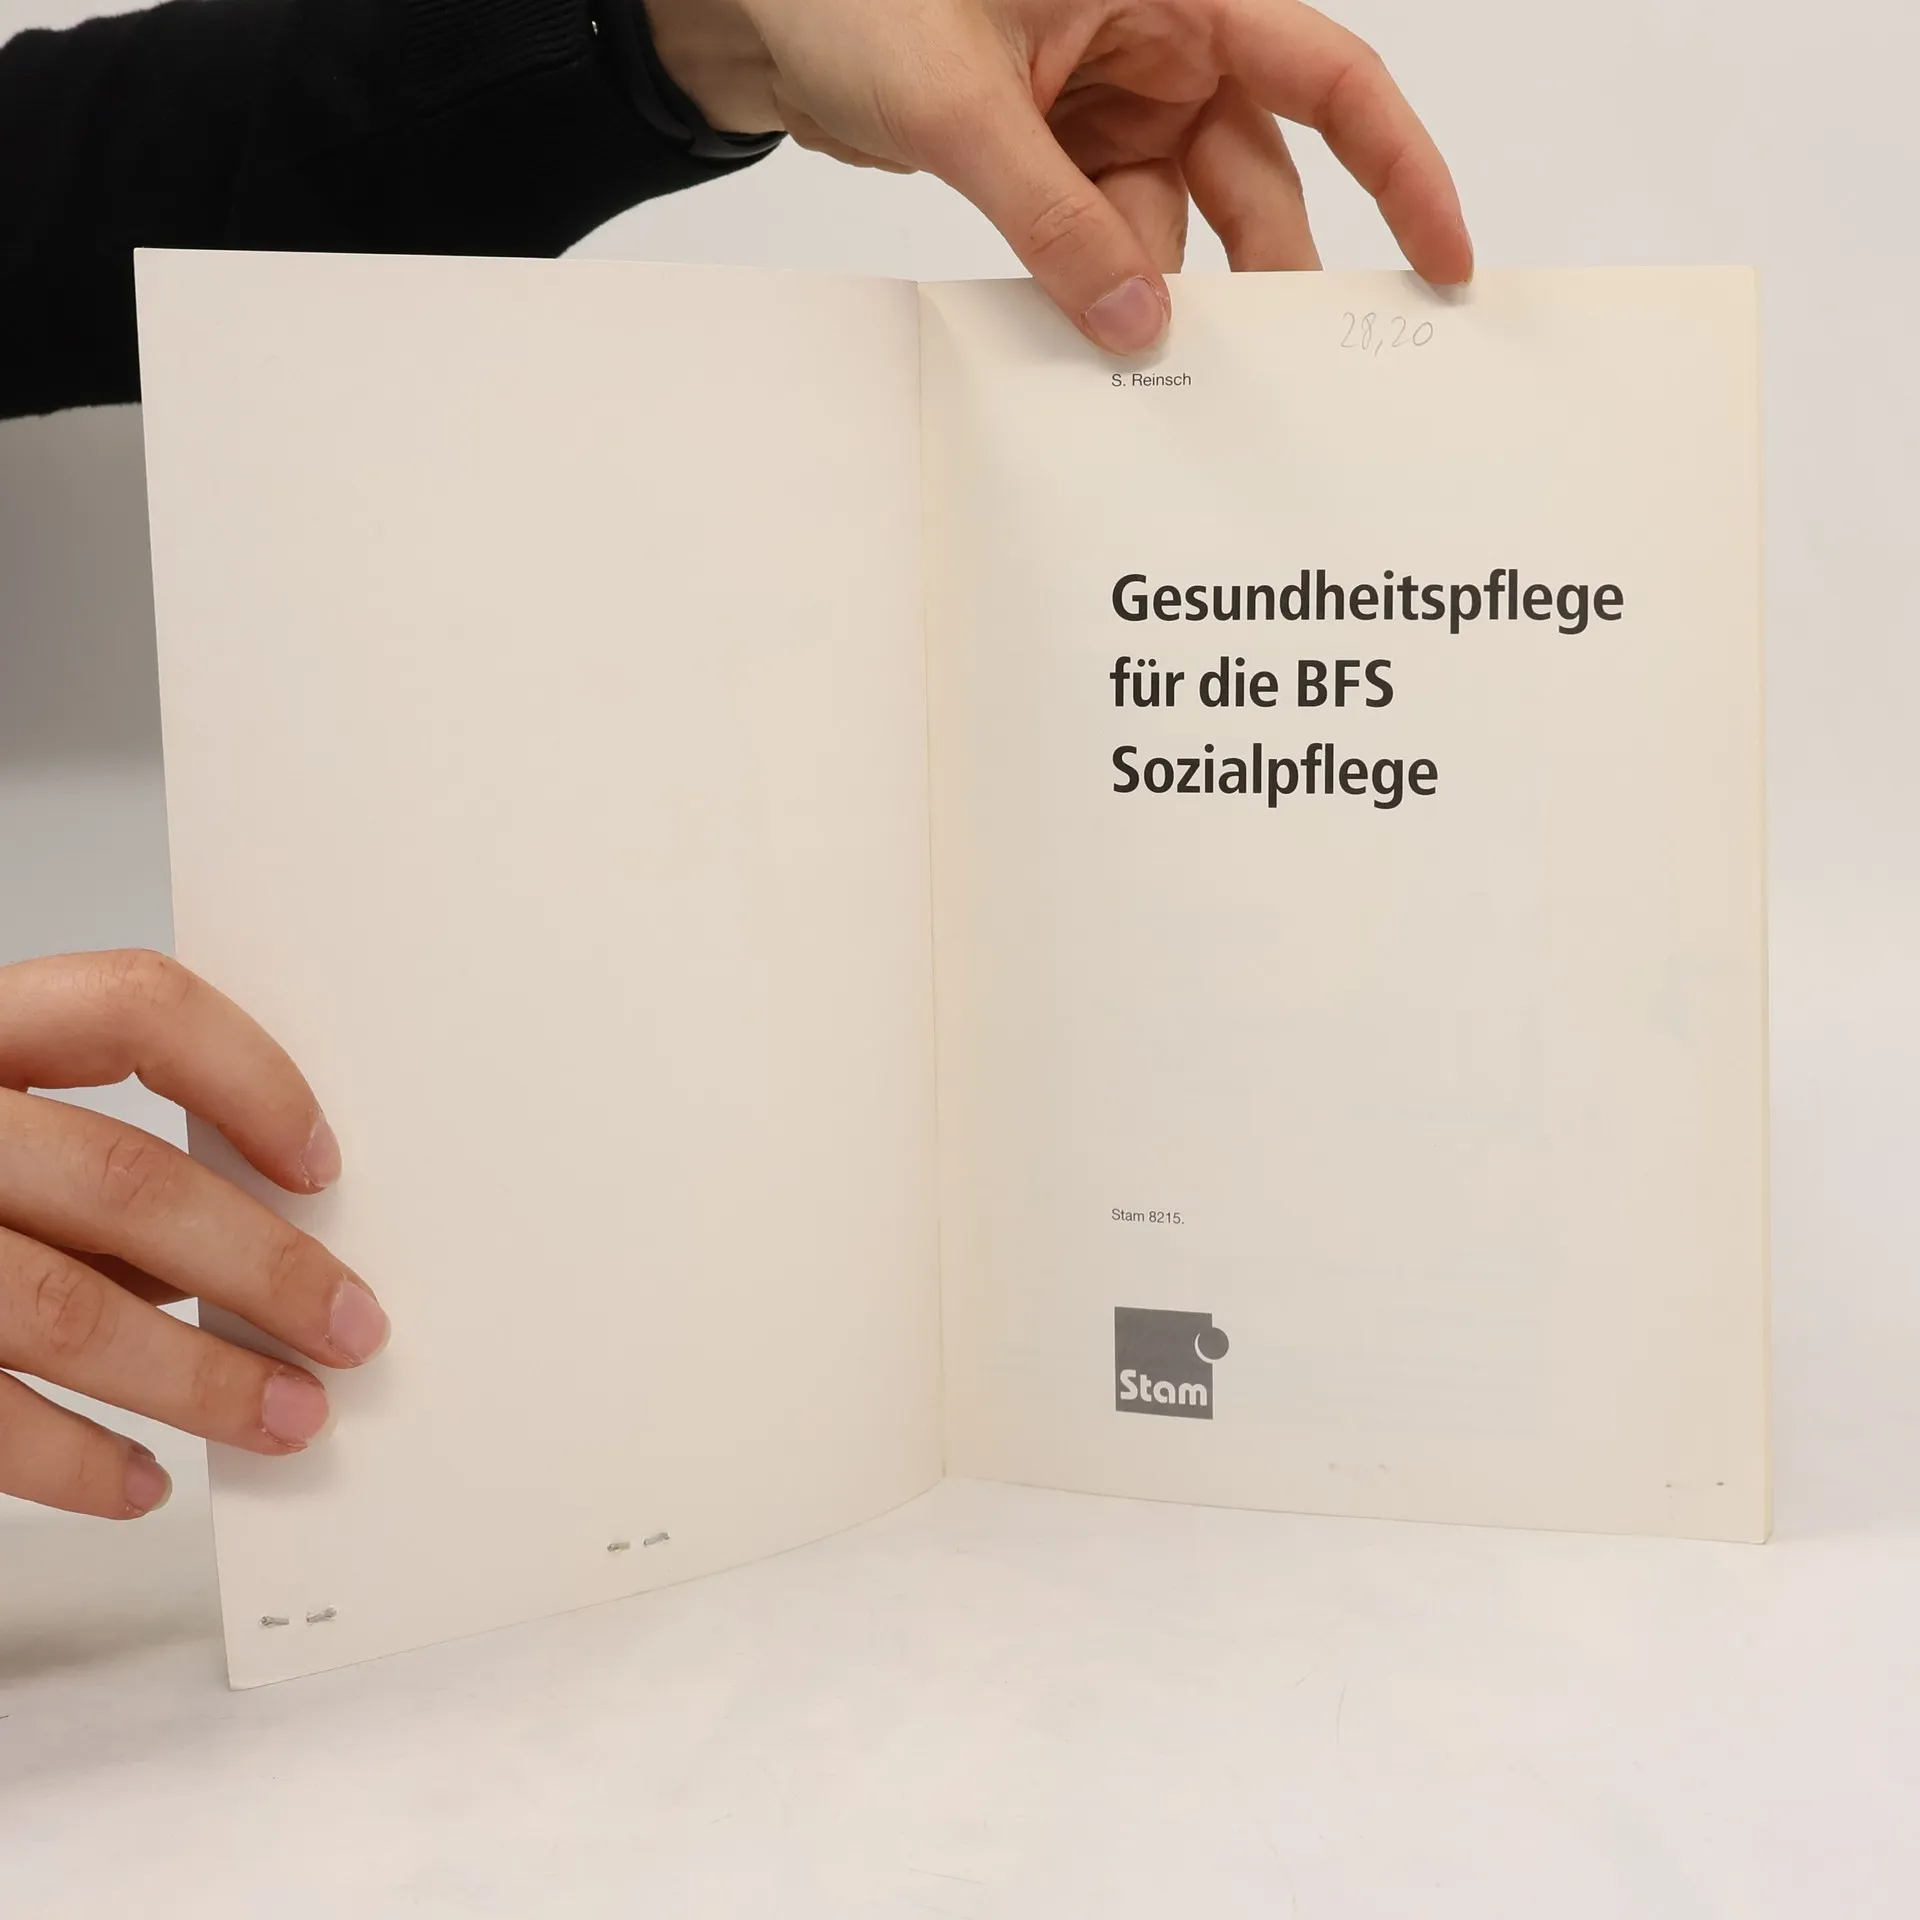 28,20
S. Reinsch
Gesundheitspflege
für die BFS
Sozialpflege
Stam 8215.
Stam